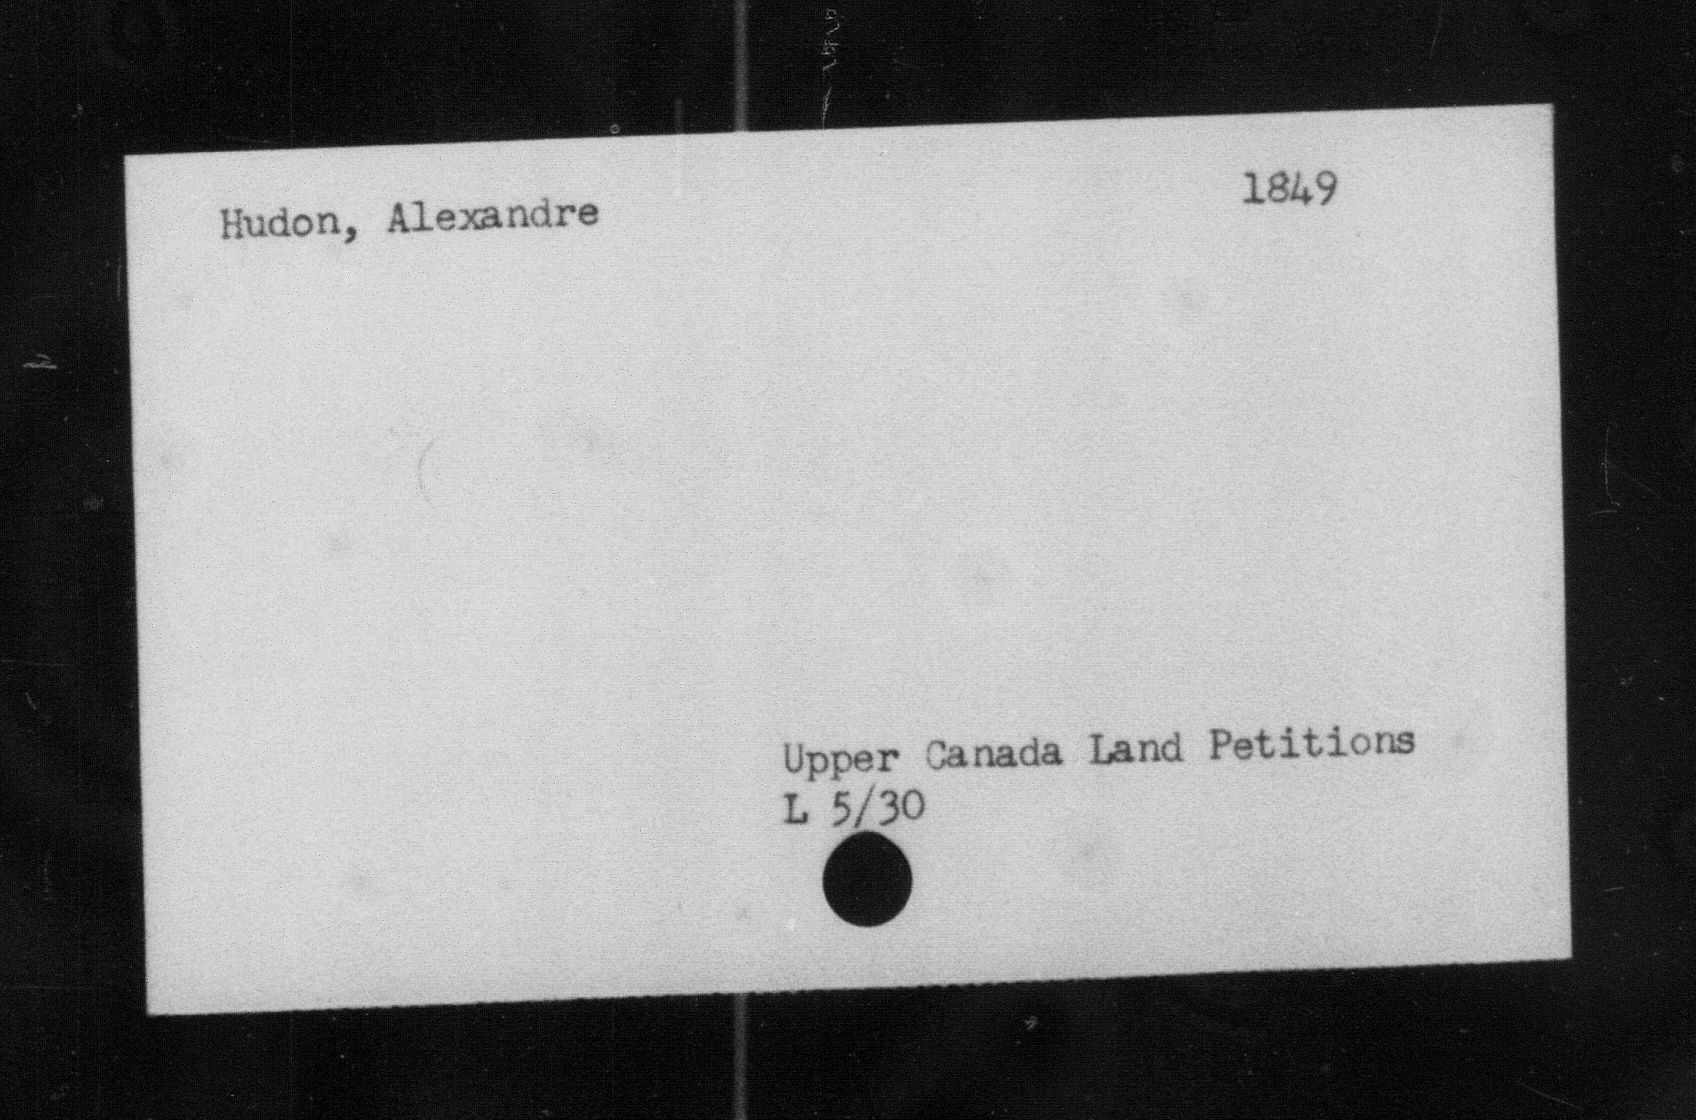 Hudon, Alexandre 1849
Upper Canada Land Petitions
L 5/30